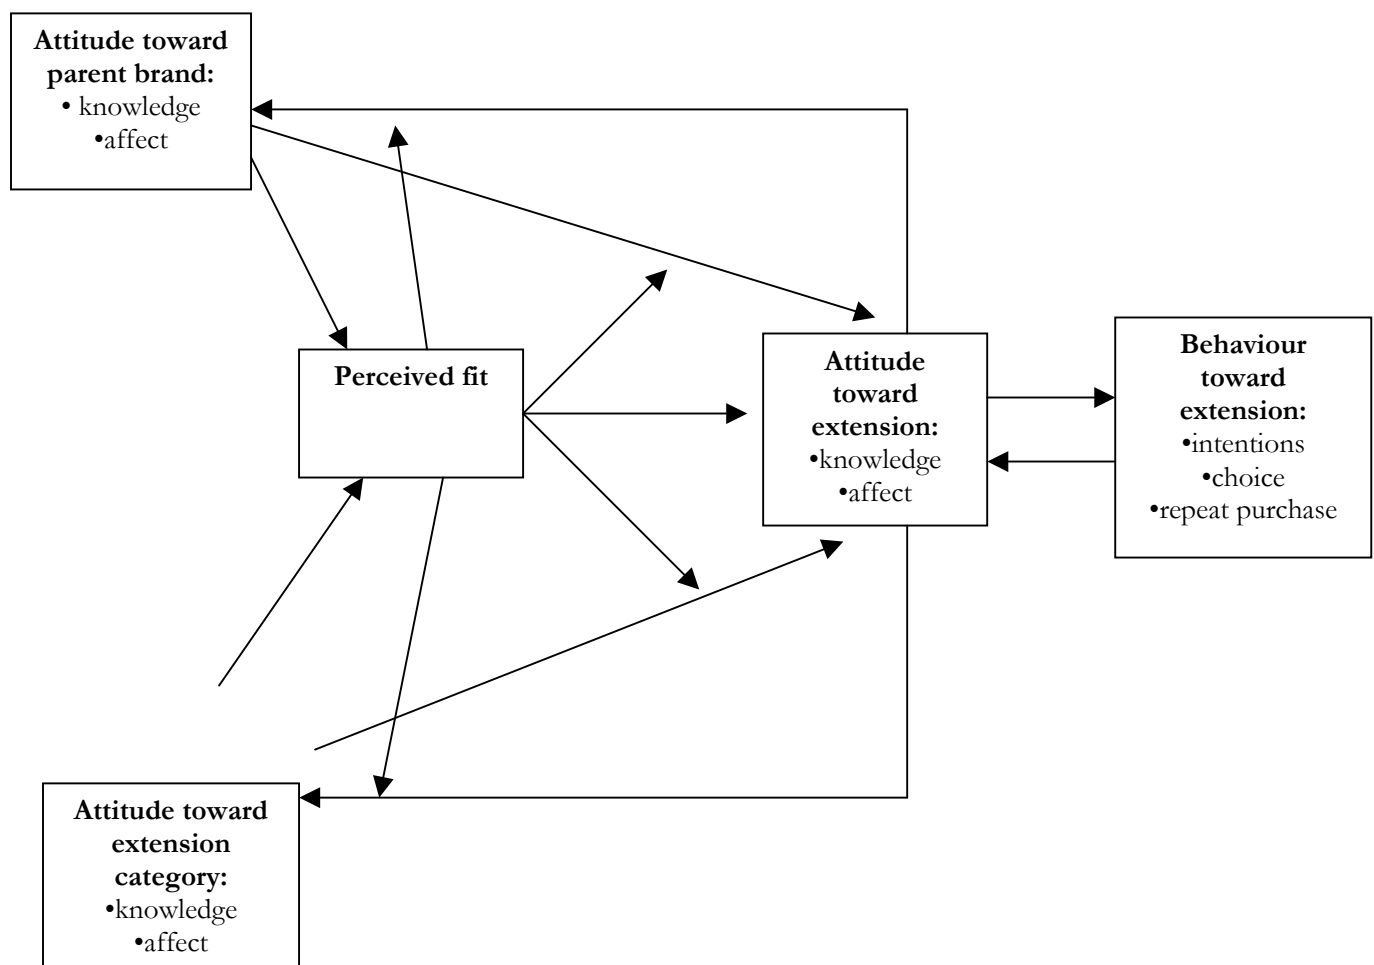 Attitude toward
parent brand:
• knowledge
•affect
Perceived fit
Attitude
toward
extension:
•knowledge
•affect
Behaviour
toward
extension:
•intentions
•choice
•repeat purchase
Attitude toward
extension
category:
•knowledge
•affect